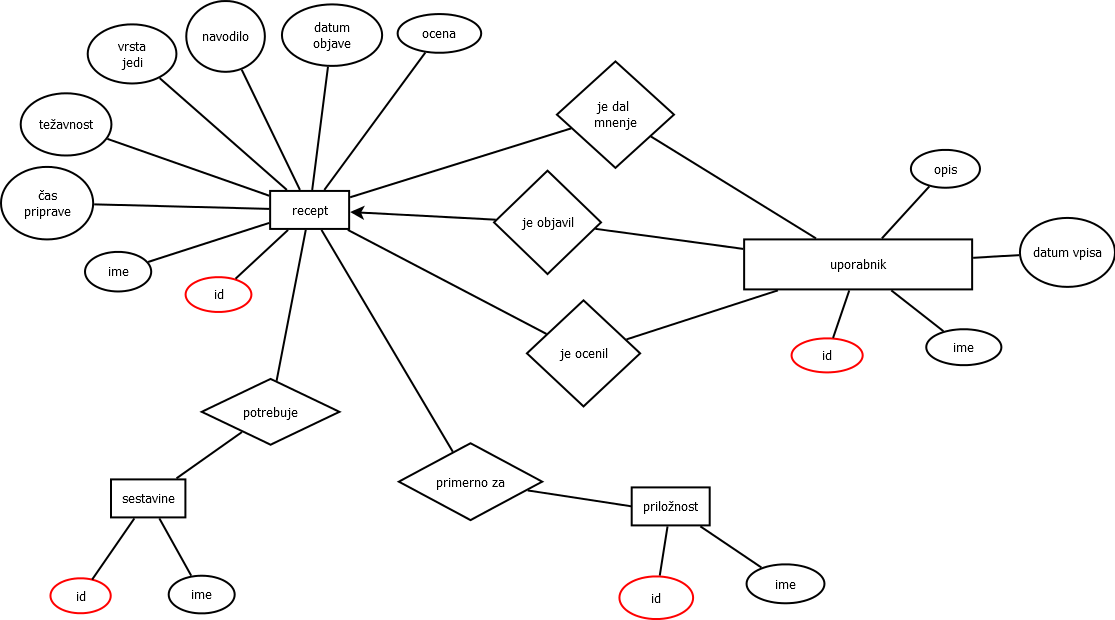 vrsta
jedi
navodilo
datum
objave
ocena
težavnost
čas
priprave
recept
ime
id
je dal
mnenje
je objavil
je ocenil
opis
uporabnik
datum vpisa
id
ime
potrebuje
primerno za
sestavine
priložnost
id
ime
id
ime